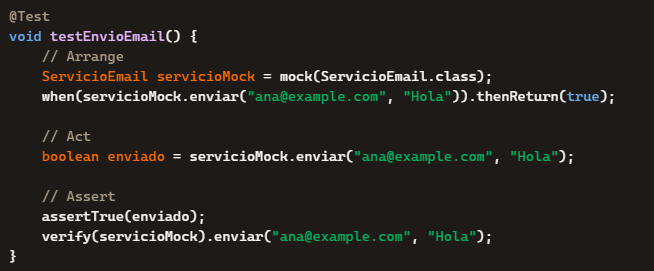 @Test
void testEnvioEmail() {
    // Arrange
    ServicioEmail servicioMock = mock(ServicioEmail.class);
    when(servicioMock.enviar("ana@example.com", "Hola")).thenReturn(true);

    // Act
    boolean enviado = servicioMock.enviar("ana@example.com", "Hola");

    // Assert
    assertTrue(enviado);
    verify(servicioMock).enviar("ana@example.com", "Hola");
}